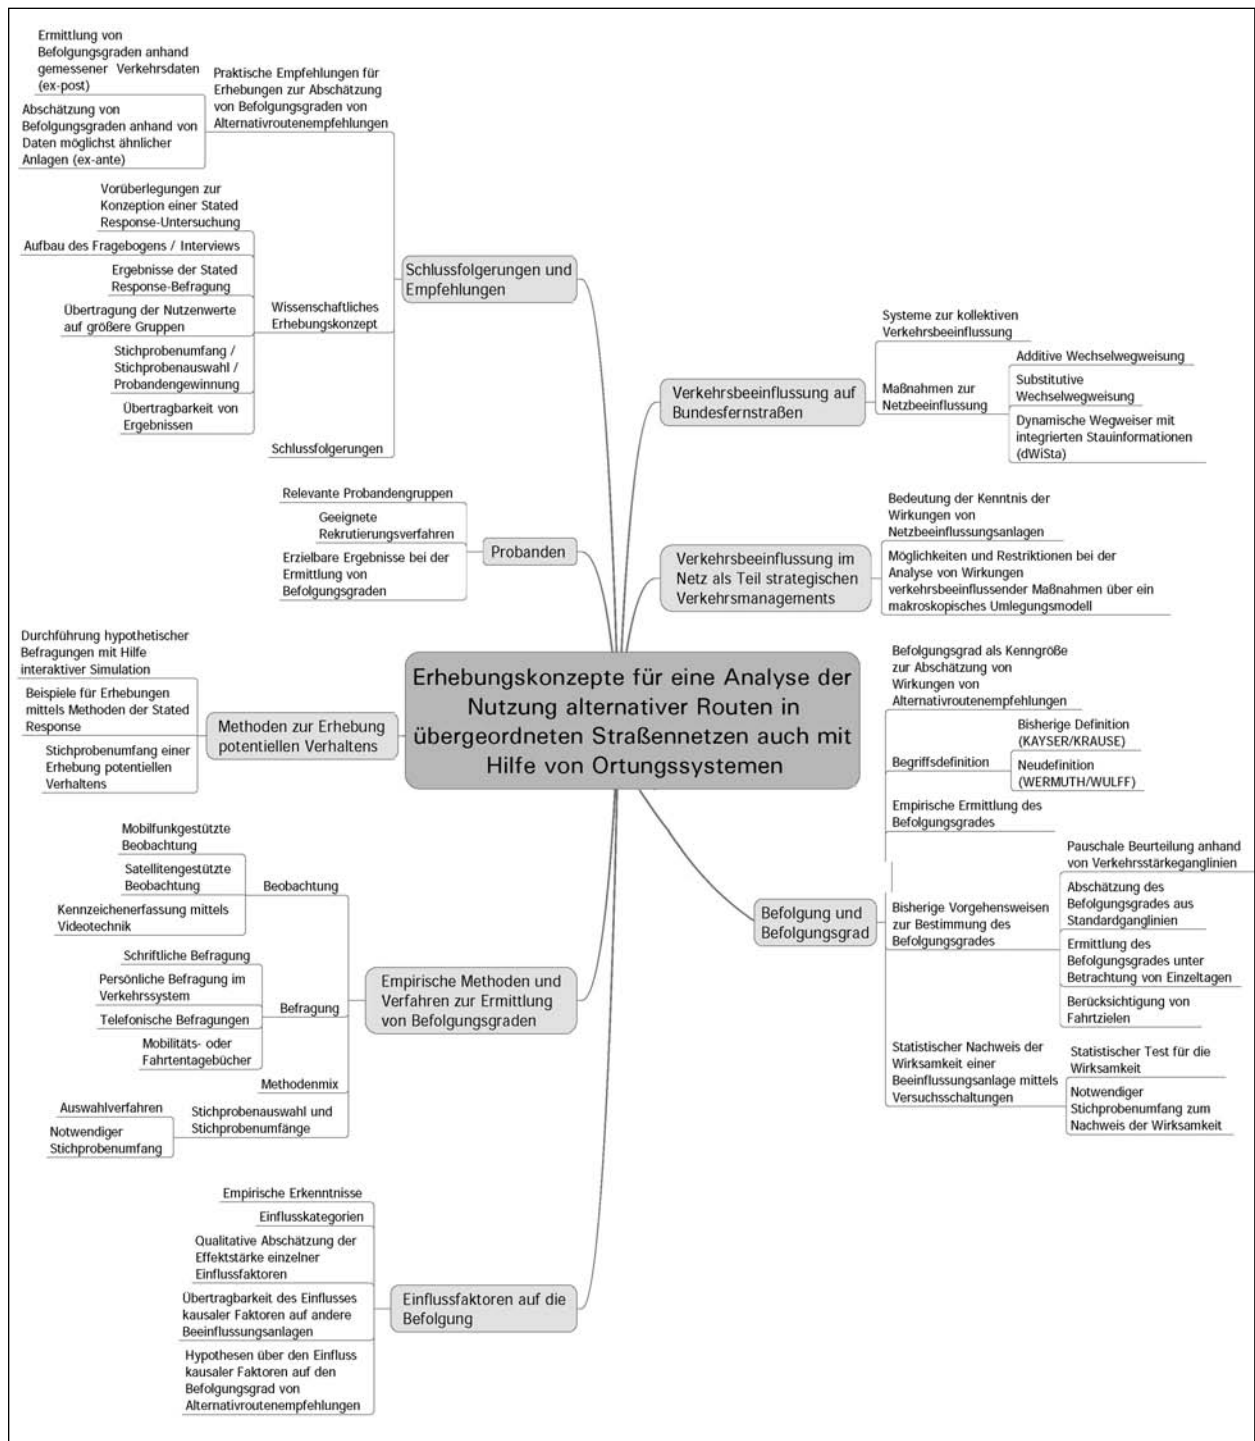 Erhebungskonzepte für eine Analyse der
Nutzung alternativer Routen in
übergeordneten Straßennetzen auch mit
Hilfe von Ortungssystemen
Verkehrsbeeinflussung auf
Bundesfernstraßen
Systeme zur kollektiven
Verkehrsbeeinflussung
Maßnahmen zur
Netzbeeinflussung
Additive Wechselwegweisung
Substitutive
Wechselwegweisung
Dynamische Wegweiser mit
integrierten Stauinformationen
(dWiSta)
Verkehrsbeeinflussung im
Netz als Teil strategischen
Verkehrsmanagements
Bedeutung der Kenntnis der
Wirkungen von
Netzbeeinflussungsanlagen
Möglichkeiten und Restriktionen bei der
Analyse von Wirkungen
verkehrsbeeinflussender Maßnahmen über ein
makroskopisches Umlegungsmodell
Befolgung und
Befolgungsgrad
Befolgungsgrad als Kenngröße
zur Abschätzung von
Wirkungen von
Alternativroutenempfehlungen
Begriffsdefinition
Bisherige Definition
(KAYSER/KRAUSE)
Neudefinition
(WERMUTH/WULFF)
Empirische Ermittlung des
Befolgungsgrades
Bisherige Vorgehensweisen
zur Bestimmung des
Befolgungsgrades
Pauschale Beurteilung anhand
von Verkehrsstärkeganglinien
Abschätzung des
Befolgungsgrades aus
Standardganglinien
Ermittlung des
Befolgungsgrades unter
Betrachtung von Einzeltagen
Berücksichtigung von
Fahrtzielen
Statistischer Nachweis der
Wirksamkeit einer
Beeinflussungsanlage mittels
Versuchsschaltungen
Statistischer Test für die
Wirksamkeit
Notwendiger
Stichprobenumfang zum
Nachweis der Wirksamkeit
Einflussfaktoren auf die
Befolgung
Empirische Erkenntnisse
Einflusskategorien
Qualitative Abschätzung der
Effektstärke einzelner
Einflussfaktoren
Übertragbarkeit des Einflusses
kausaler Faktoren auf andere
Beeinflussungsanlagen
Hypothesen über den Einfluss
kausaler Faktoren auf den
Befolgungsgrad von
Alternativroutenempfehlungen
Empirische Methoden und
Verfahren zur Ermittlung
von Befolgungsgraden
Beobachtung
Mobilfunkgestützte
Beobachtung
Satellitengestützte
Beobachtung
Kennzeichenerfassung mittels
Videotechnik
Befragung
Schriftliche Befragung
Persönliche Befragung im
Verkehrssystem
Telefonische Befragungen
Mobilitäts- oder
Fahrtentagebücher
Methodenmix
Stichprobenauswahl und
Stichprobenumfänge
Auswahlverfahren
Notwendiger
Stichprobenumfang
Methoden zur Erhebung
potentiellen Verhaltens
Durchführung hypothetischer
Befragungen mit Hilfe
interaktiver Simulation
Beispiele für Erhebungen
mittels Methoden der Stated
Response
Stichprobenumfang einer
Erhebung potentiellen
Verhaltens
Probanden
Relevante Probandengruppen
Geeignete
Rekrutierungsverfahren
Erzielbare Ergebnisse bei der
Ermittlung von
Befolgungsgraden
Schlussfolgerungen und
Empfehlungen
Praktische Empfehlungen für
Erhebungen zur Abschätzung
von Befolgungsgraden von
Alternativroutenempfehlungen
Ermittlung von
Befolgungsgraden anhand
gemessener Verkehrsdaten
(ex-post)
Abschätzung von
Befolgungsgraden anhand von
Daten möglichst ähnlicher
Anlagen (ex-ante)
Wissenschaftliches
Erhebungskonzept
Vorüberlegungen zur
Konzeption einer Stated
Response-Untersuchung
Aufbau des Fragebogens / Interviews
Ergebnisse der Stated
Response-Befragung
Übertragung der Nutzenwerte
auf größere Gruppen
Stichprobenumfang /
Stichprobenauswahl /
Probandengewinnung
Übertragbarkeit von
Ergebnissen
Schlussfolgerungen